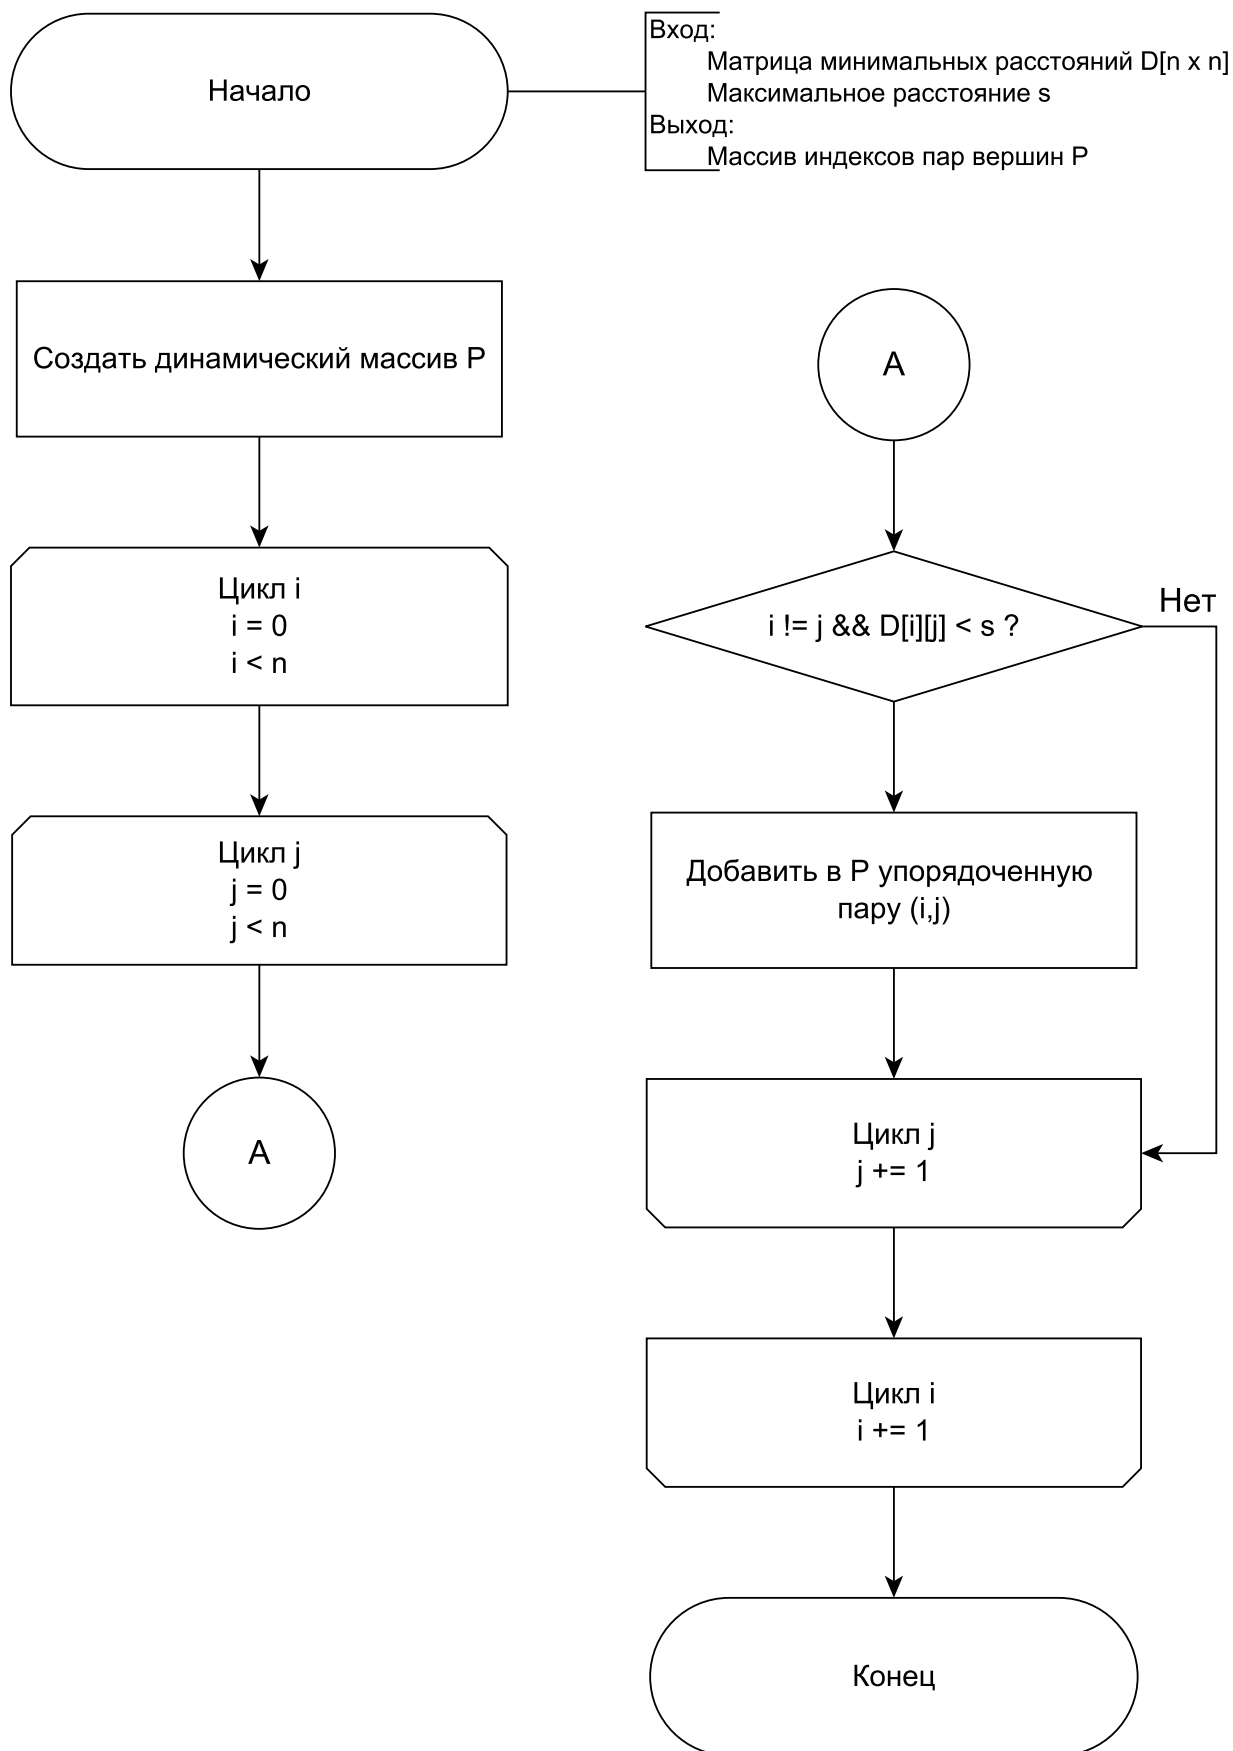 Начало
Вход:
Матрица минимальных расстояний D[n x n]
Максимальное расстояние s
Выход:
Массив индексов пар вершин P
Создать динамический массив P
Цикл i
i = 0
i < n
Цикл j
j = 0
j < n
A
A
i != j && D[i][j] < s ?
Нет
Добавить в P упорядоченную
пару (i,j)
Цикл j
j += 1
Цикл i
i += 1
Конец